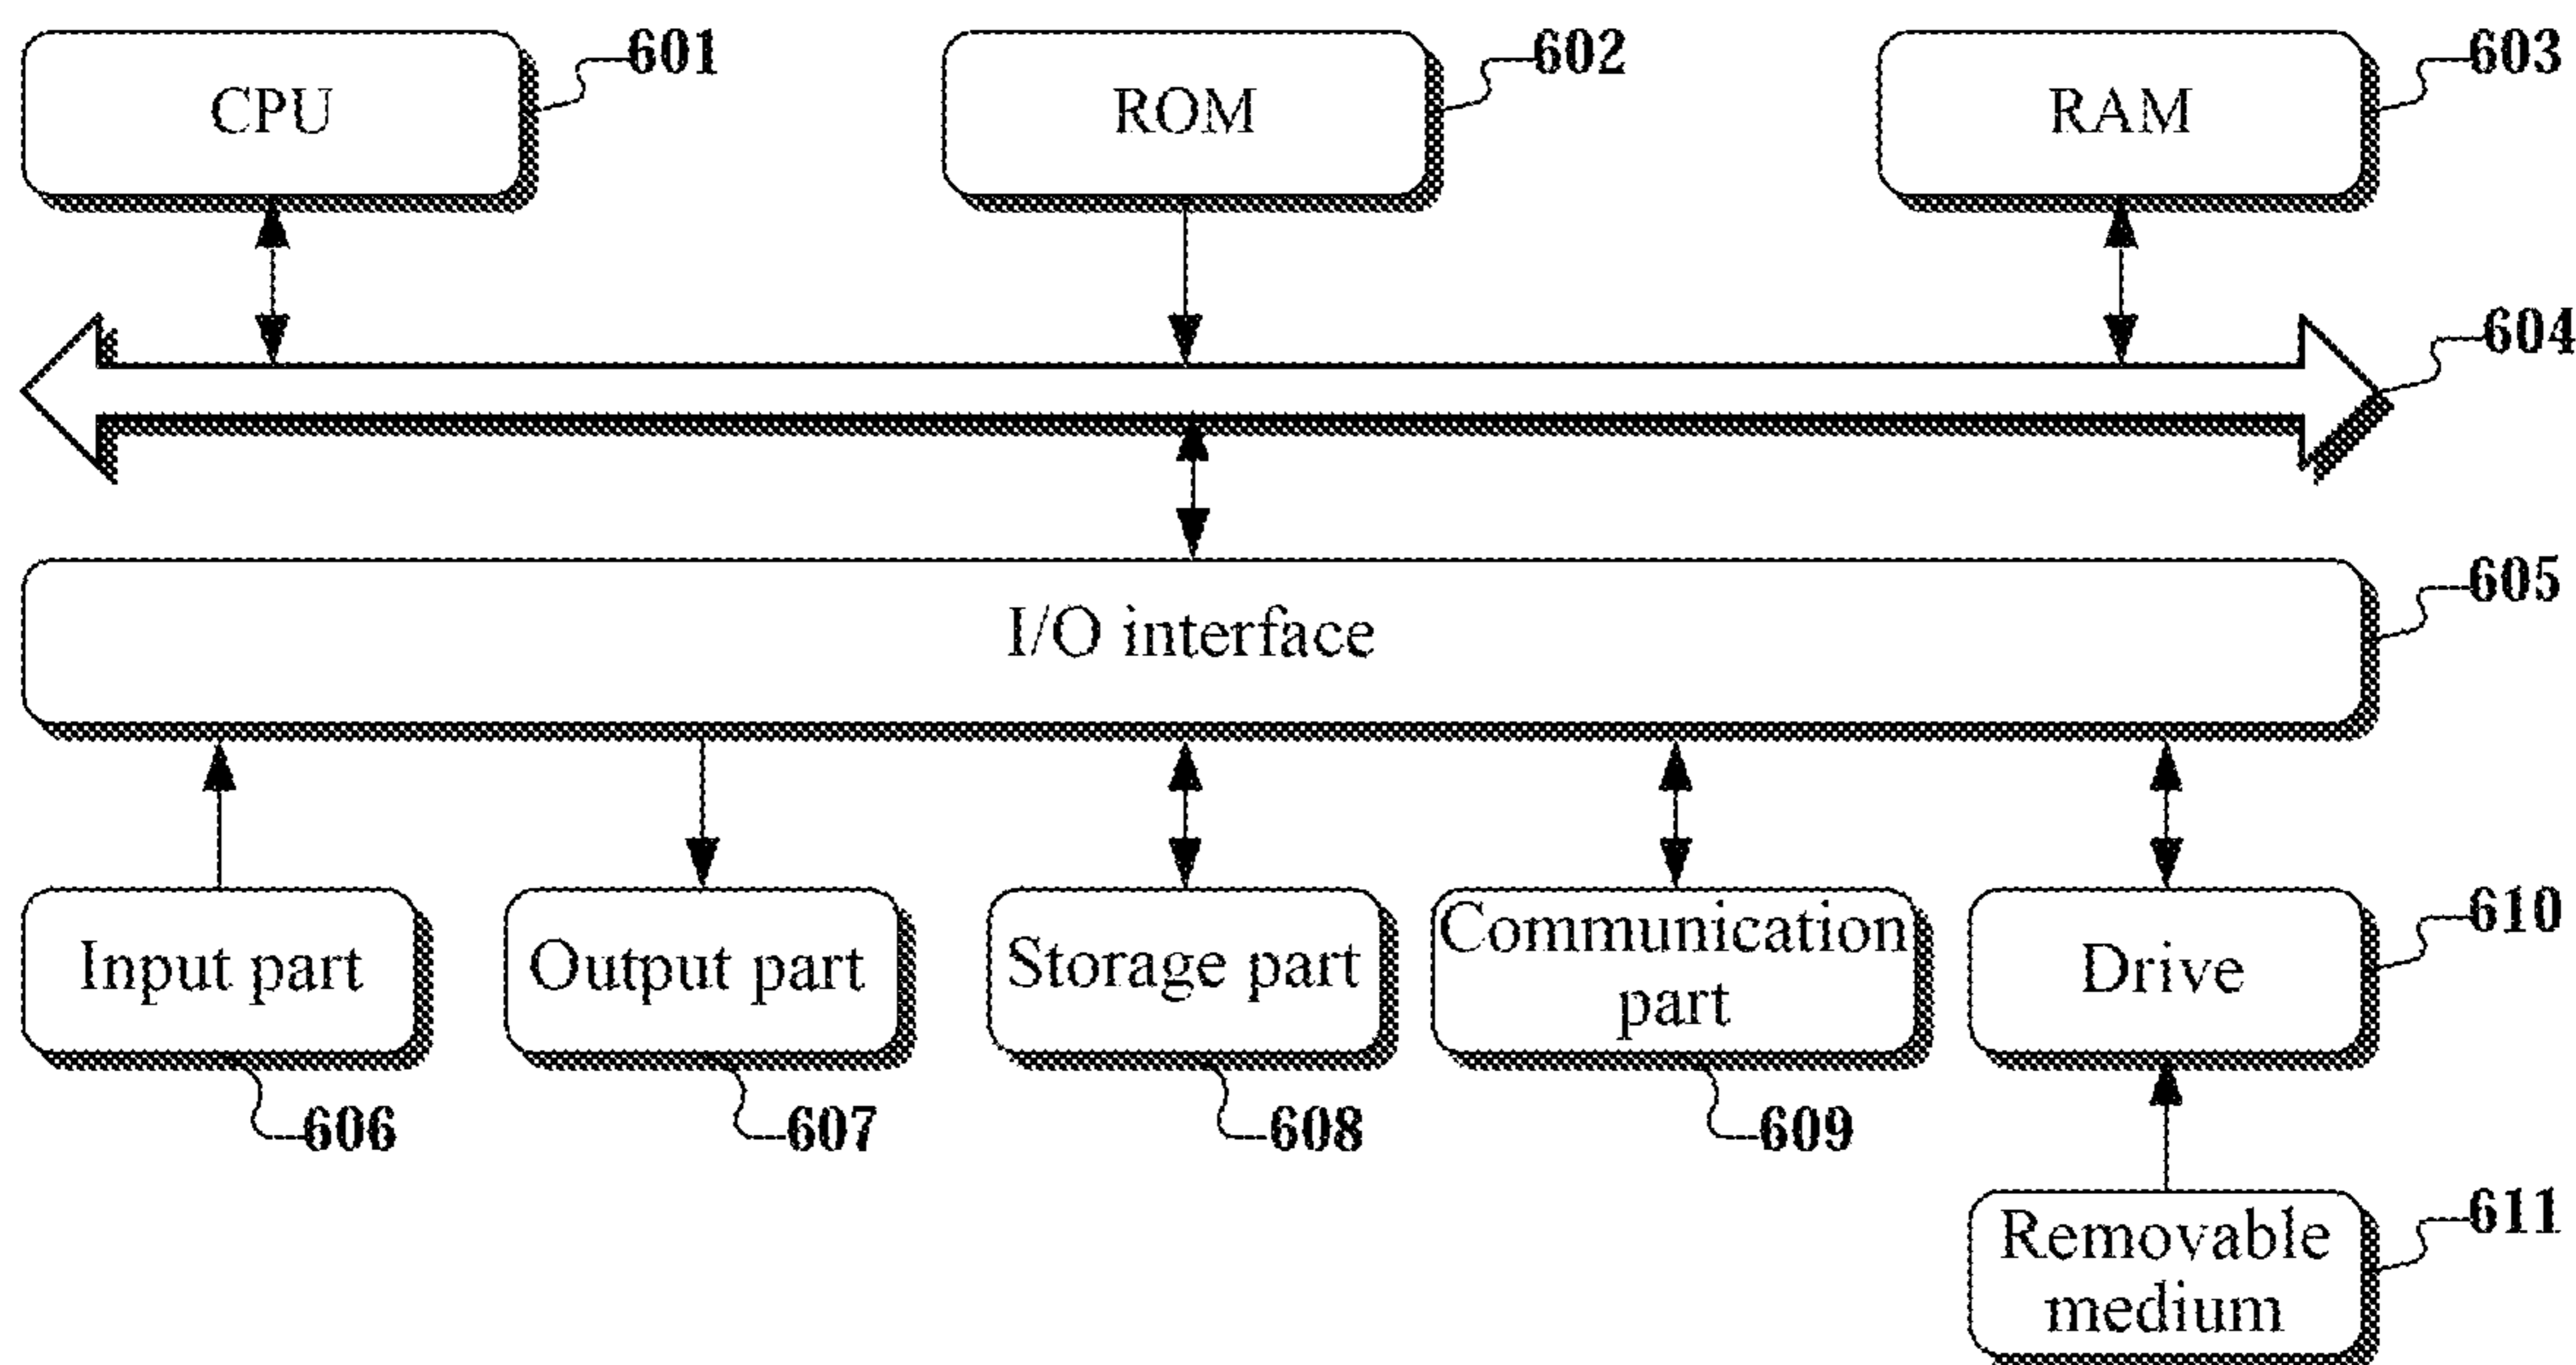 CPU
601
ROM
602
RAM
603
604
I/O interface
605
Input part
606
Output part
607
Storage part
608
Communication
part
609
Drive
610
Removable
medium
611